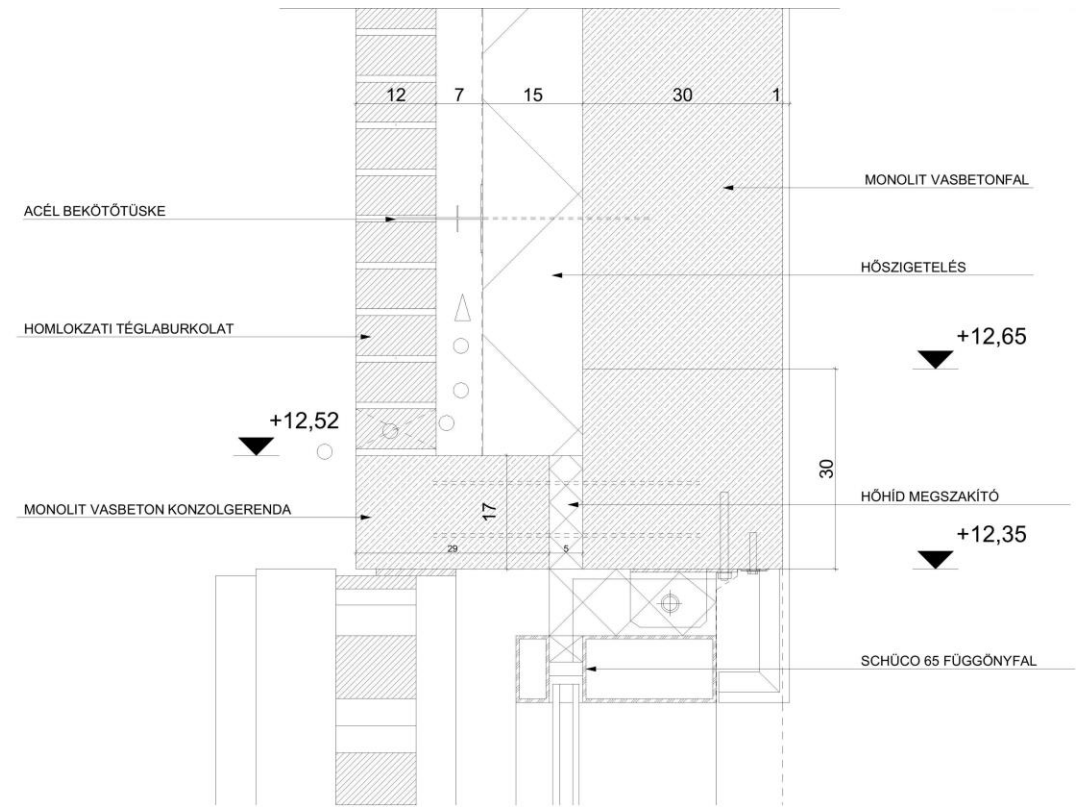 12 7 15 30 1
MONOLIT VASBETONFAL
ACÉL BEKÖTŐTÜSKE
HŐSZIGETELÉS
HOMLOKZATI TÉGLABURKOLAT
+12,65
+12,52
30
MONOLIT VASBETON KONZOLGERENDA
17
HŐHÍD MEGSZAKÍTÓ
+12,35
29 5
SCHÜCO 65 FÜGGÖNYFAL